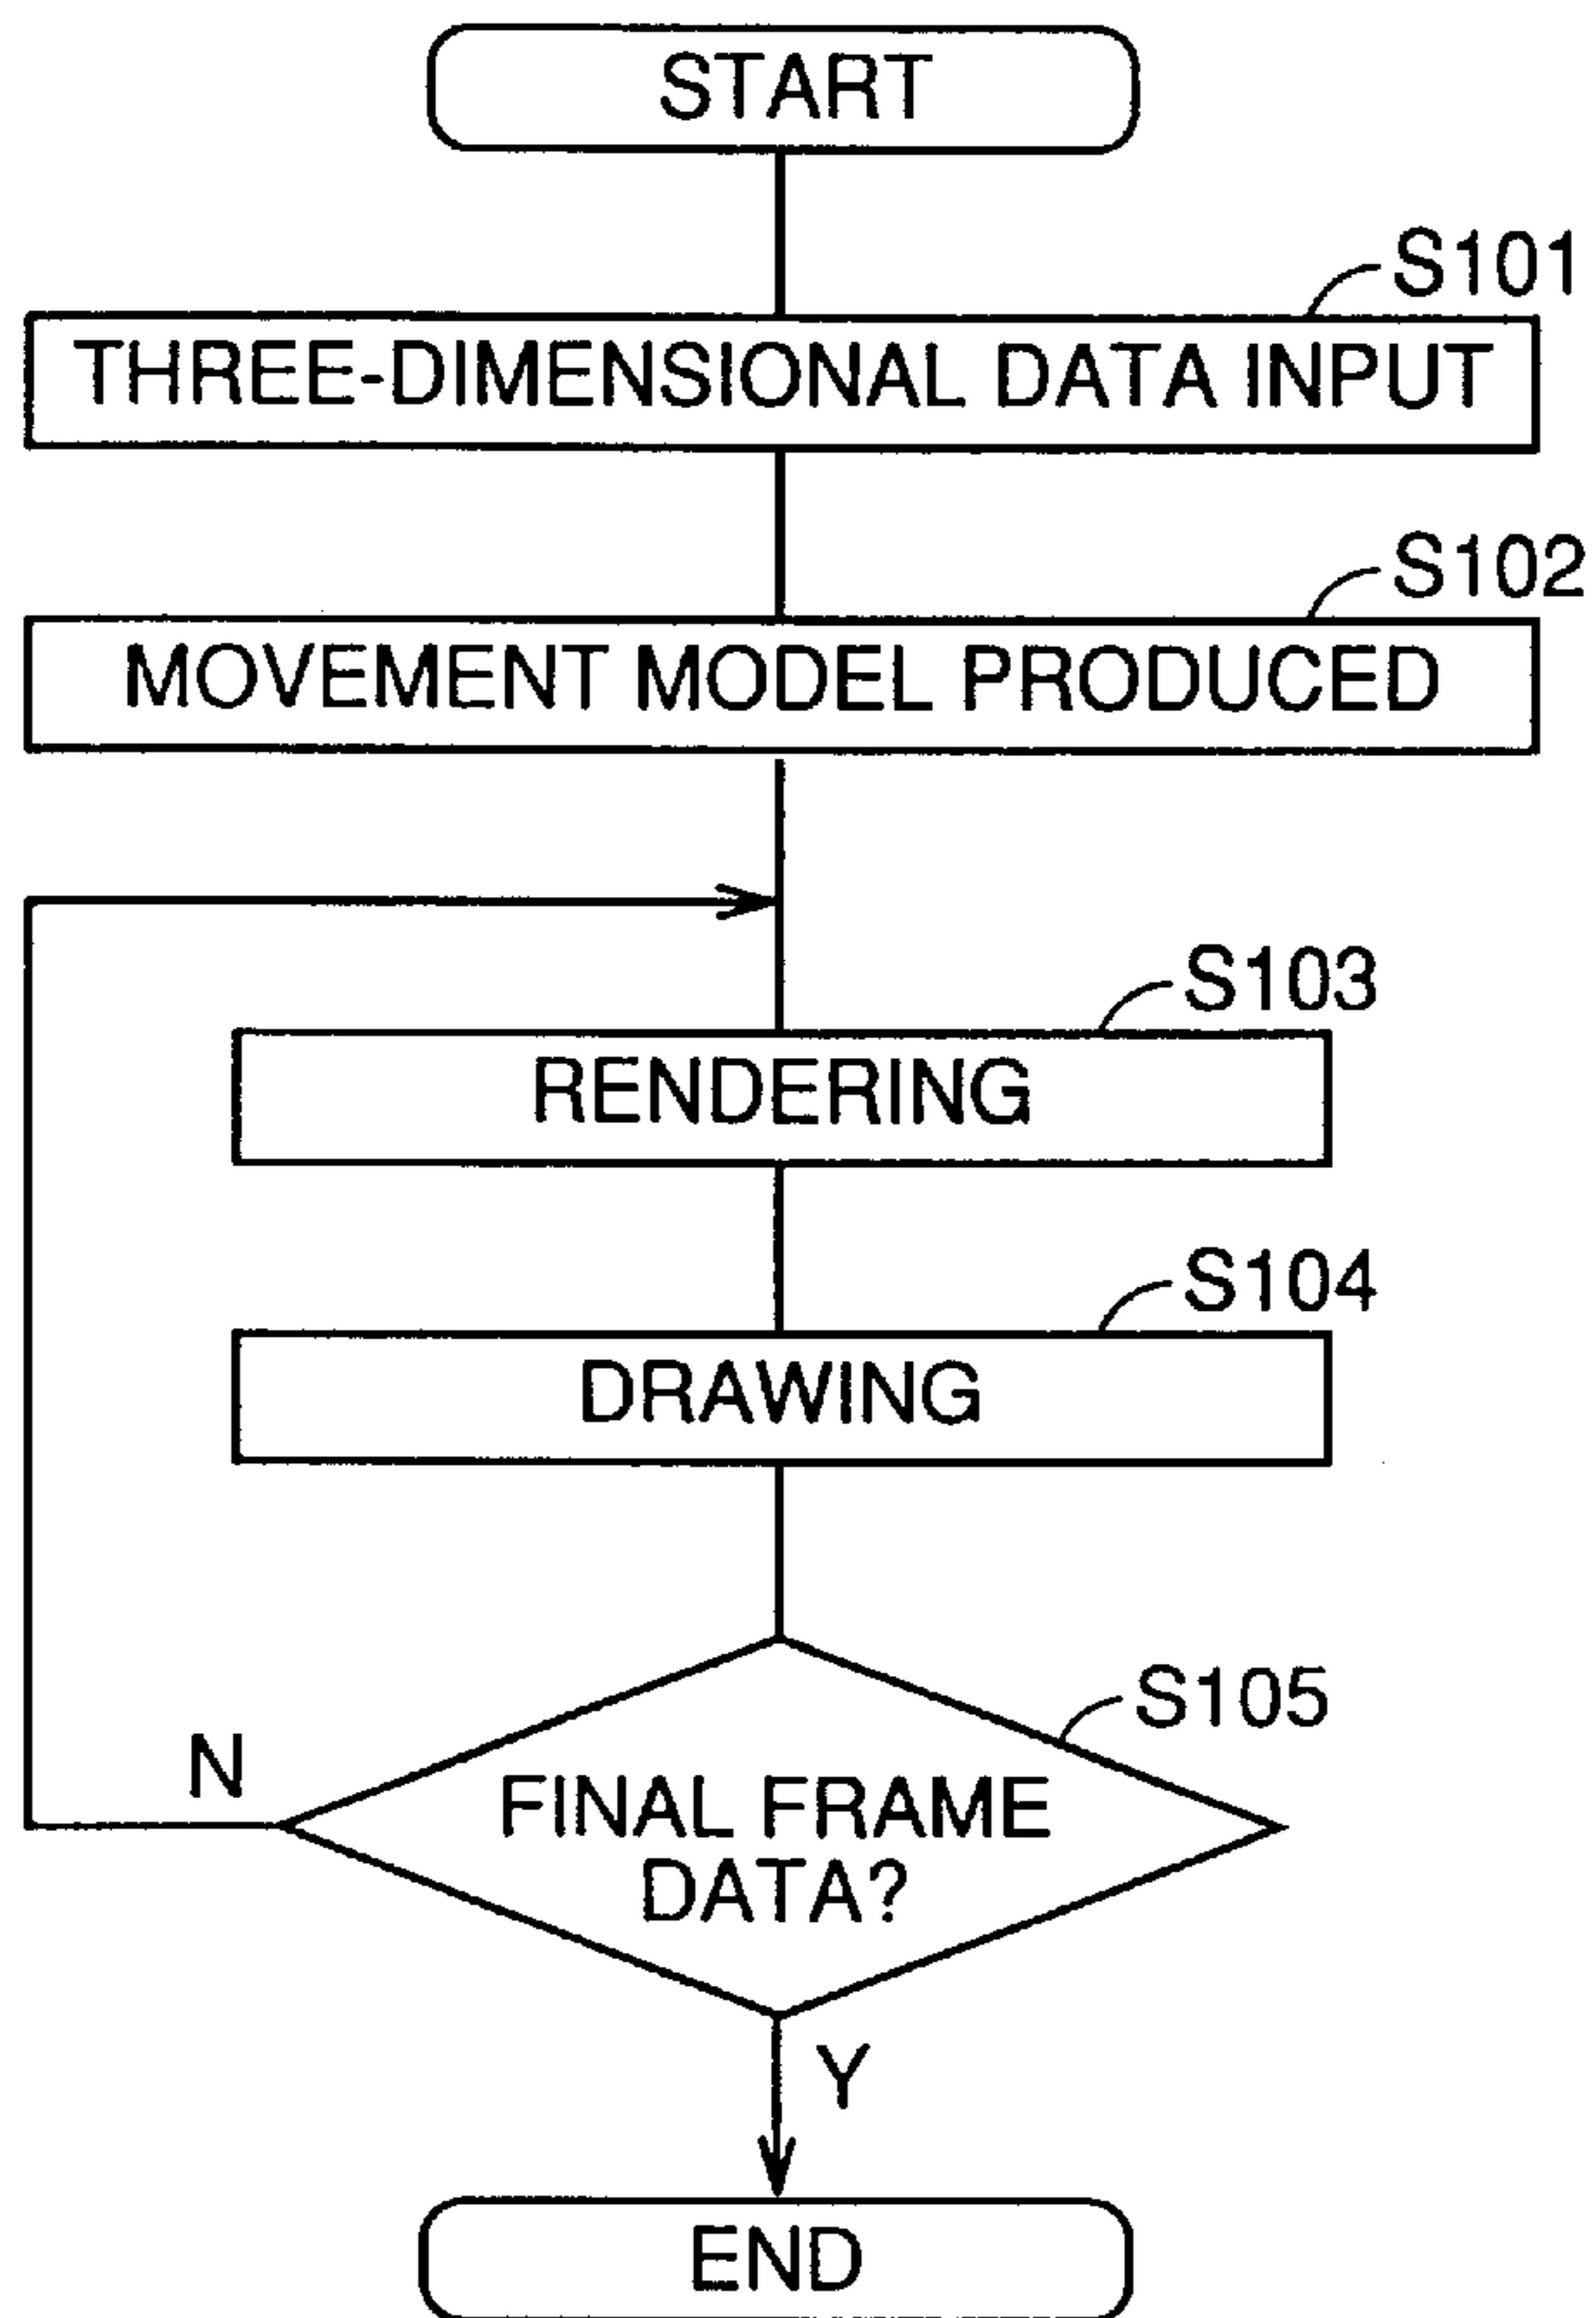 START
S101
THREE-DIMENSIONAL DATA INPUT
S102
MOVEMENT MODEL PRODUCED
S103
RENDERING
S104
DRAWING
S105
N
FINAL FRAME
DATA?
Y
END